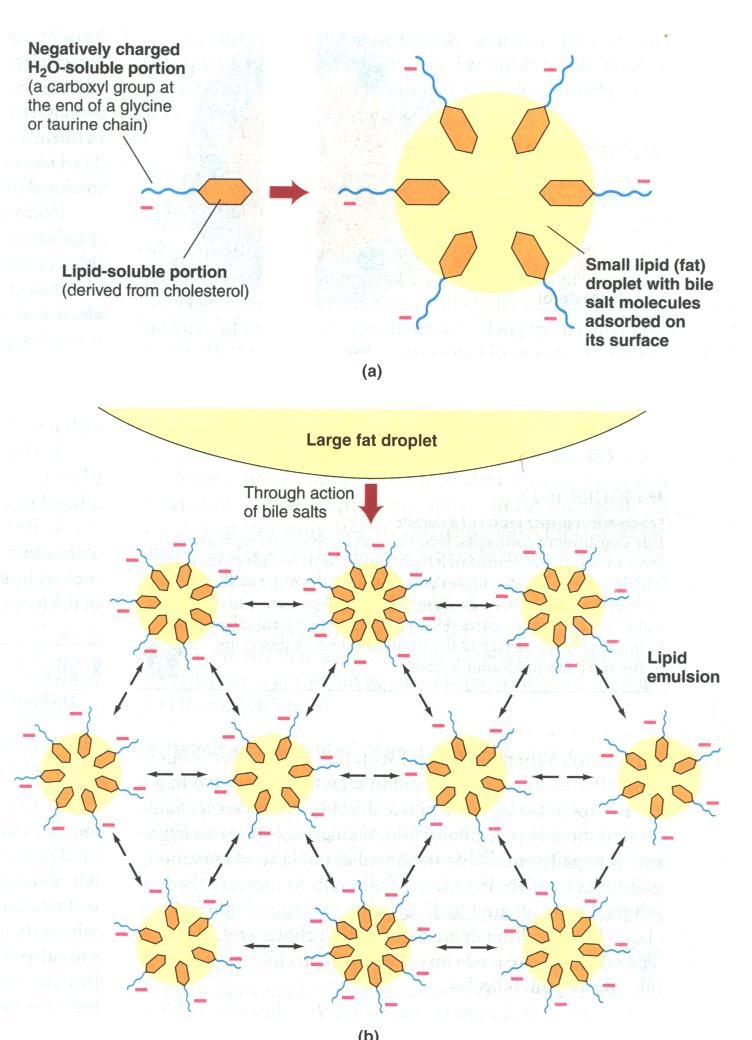 Negatively charged
H₂O-soluble portion
(a carboxyl group at
the end of a glycine
or taurine chain)
Lipid-soluble portion
(derived from cholesterol)
Small lipid (fat)
droplet with bile
salt molecules
adsorbed on
its surface
(a)
Large fat droplet
Through action
of bile salts
Lipid
emulsion
(b)